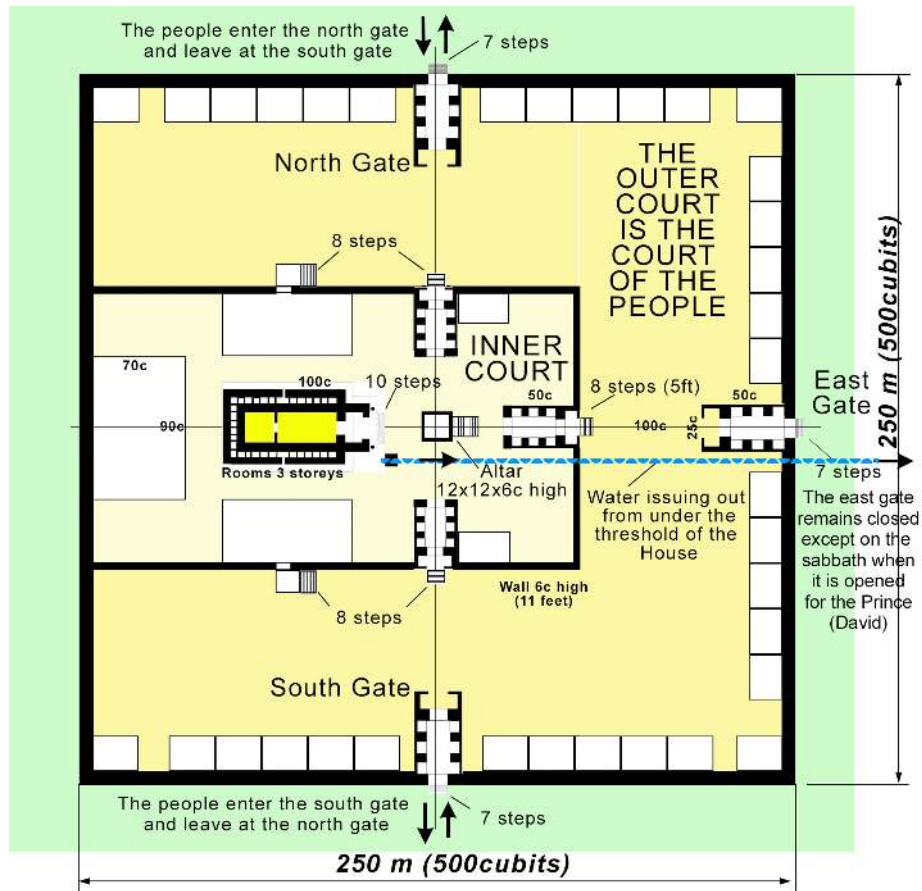 The people enter the north gate
and leave at the south gate
7 steps
North Gate
THE
OUTER
COURT
IS THE
COURT
OF THE
PEOPLE
8 steps
INNER
COURT
70c
90c
100c
10 steps
50c
8 steps (5ft)
100c
25c
50c
East
Gate
250 m (500cubits)
Rooms 3 storeys
Altar
12x12x6c high
Water issuing out
from under the
threshold of the
House
7 steps
The east gate
remains closed
except on the
sabbath when
it is opened
for the Prince
(David)
Wall 6c high
(11 feet)
8 steps
South Gate
The people enter the south gate
and leave at the north gate
7 steps
250 m (500cubits)